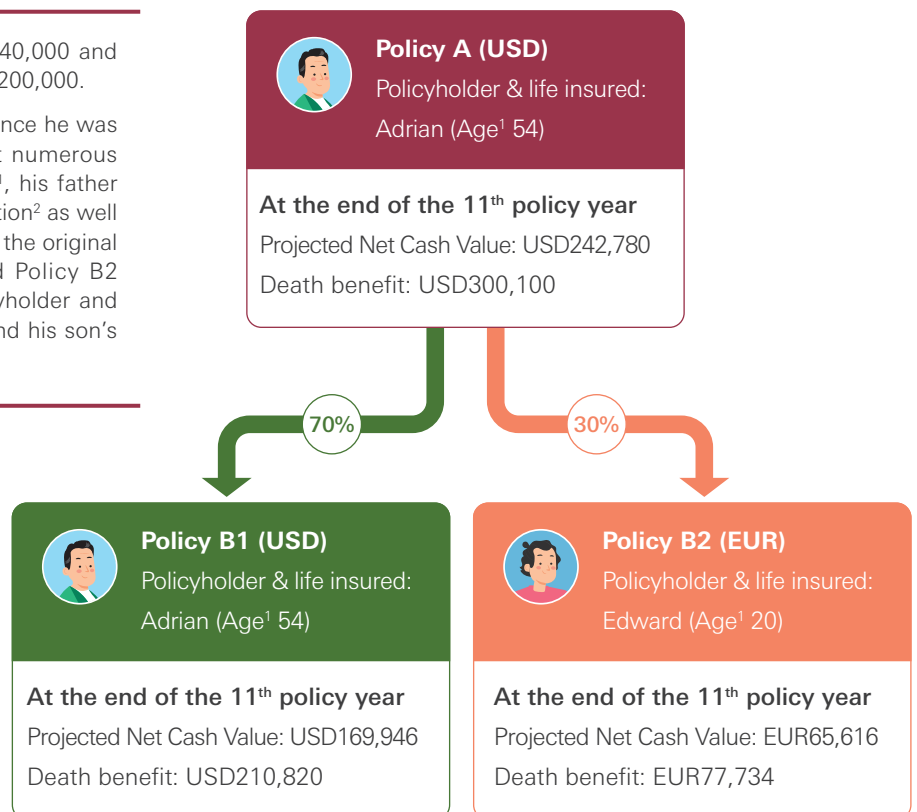 40,000 and
200,000.
nce he was
t numerous
¹, his father
tion² as well
the original
d Policy B2
yholder and
nd his son's
Policy A (USD)
Policyholder & life insured:
Adrian (Age¹ 54)
At the end of the 11th policy year
Projected Net Cash Value: USD242,780
Death benefit: USD300,100
70%
30%
Policy B1 (USD)
Policyholder & life insured:
Adrian (Age¹ 54)
At the end of the 11th policy year
Projected Net Cash Value: USD169,946
Death benefit: USD210,820
Policy B2 (EUR)
Policyholder & life insured:
Edward (Age¹ 20)
At the end of the 11th policy year
Projected Net Cash Value: EUR65,616
Death benefit: EUR77,734